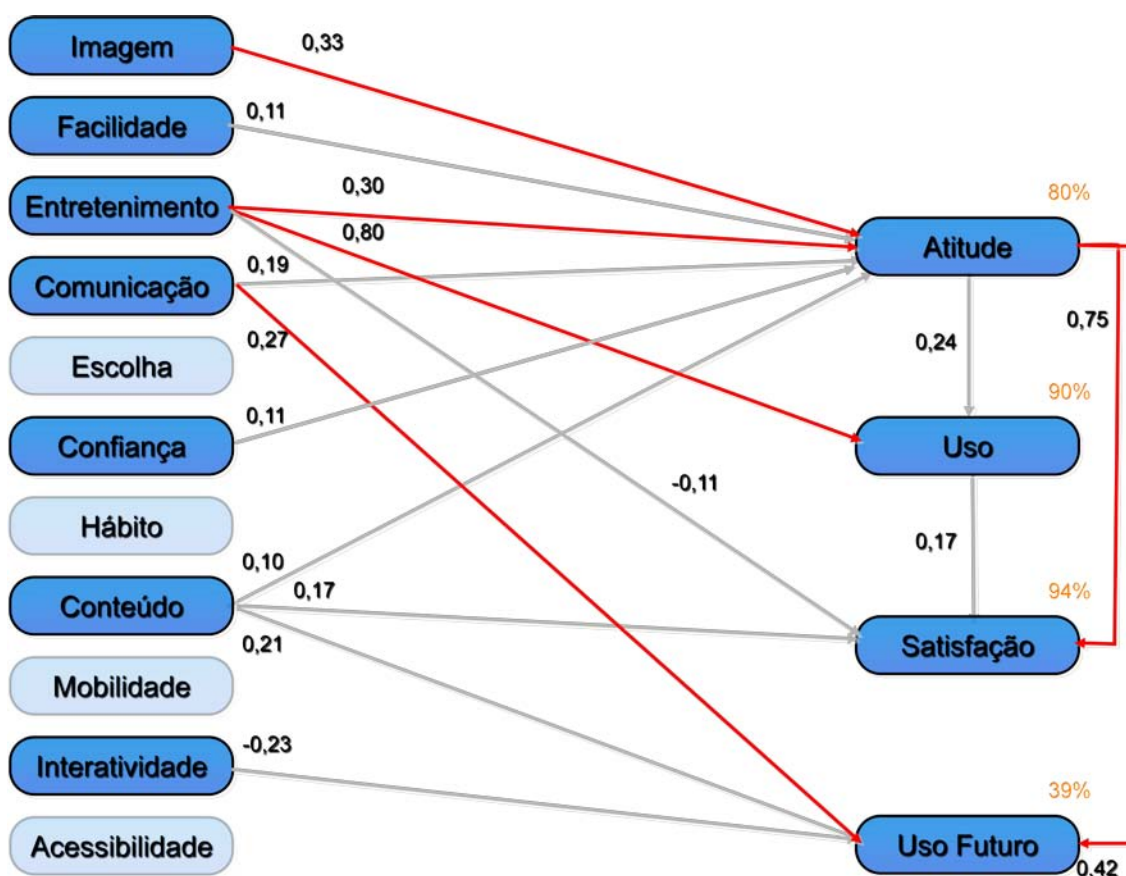 Imagem
0,33
Facilidade
0,11
Entretenimento
0,30
0,80
Comunicação
0,19
0,27
Escolha
Confiança
0,11
Hábito
0,10
Conteúdo
0,17
0,21
Mobilidade
Interatividade
-0,23
Acessibilidade
80%
Atitude
0,75
0,24
90%
Uso
-0,11
0,17
94%
Satisfação
39%
Uso Futuro
0,42